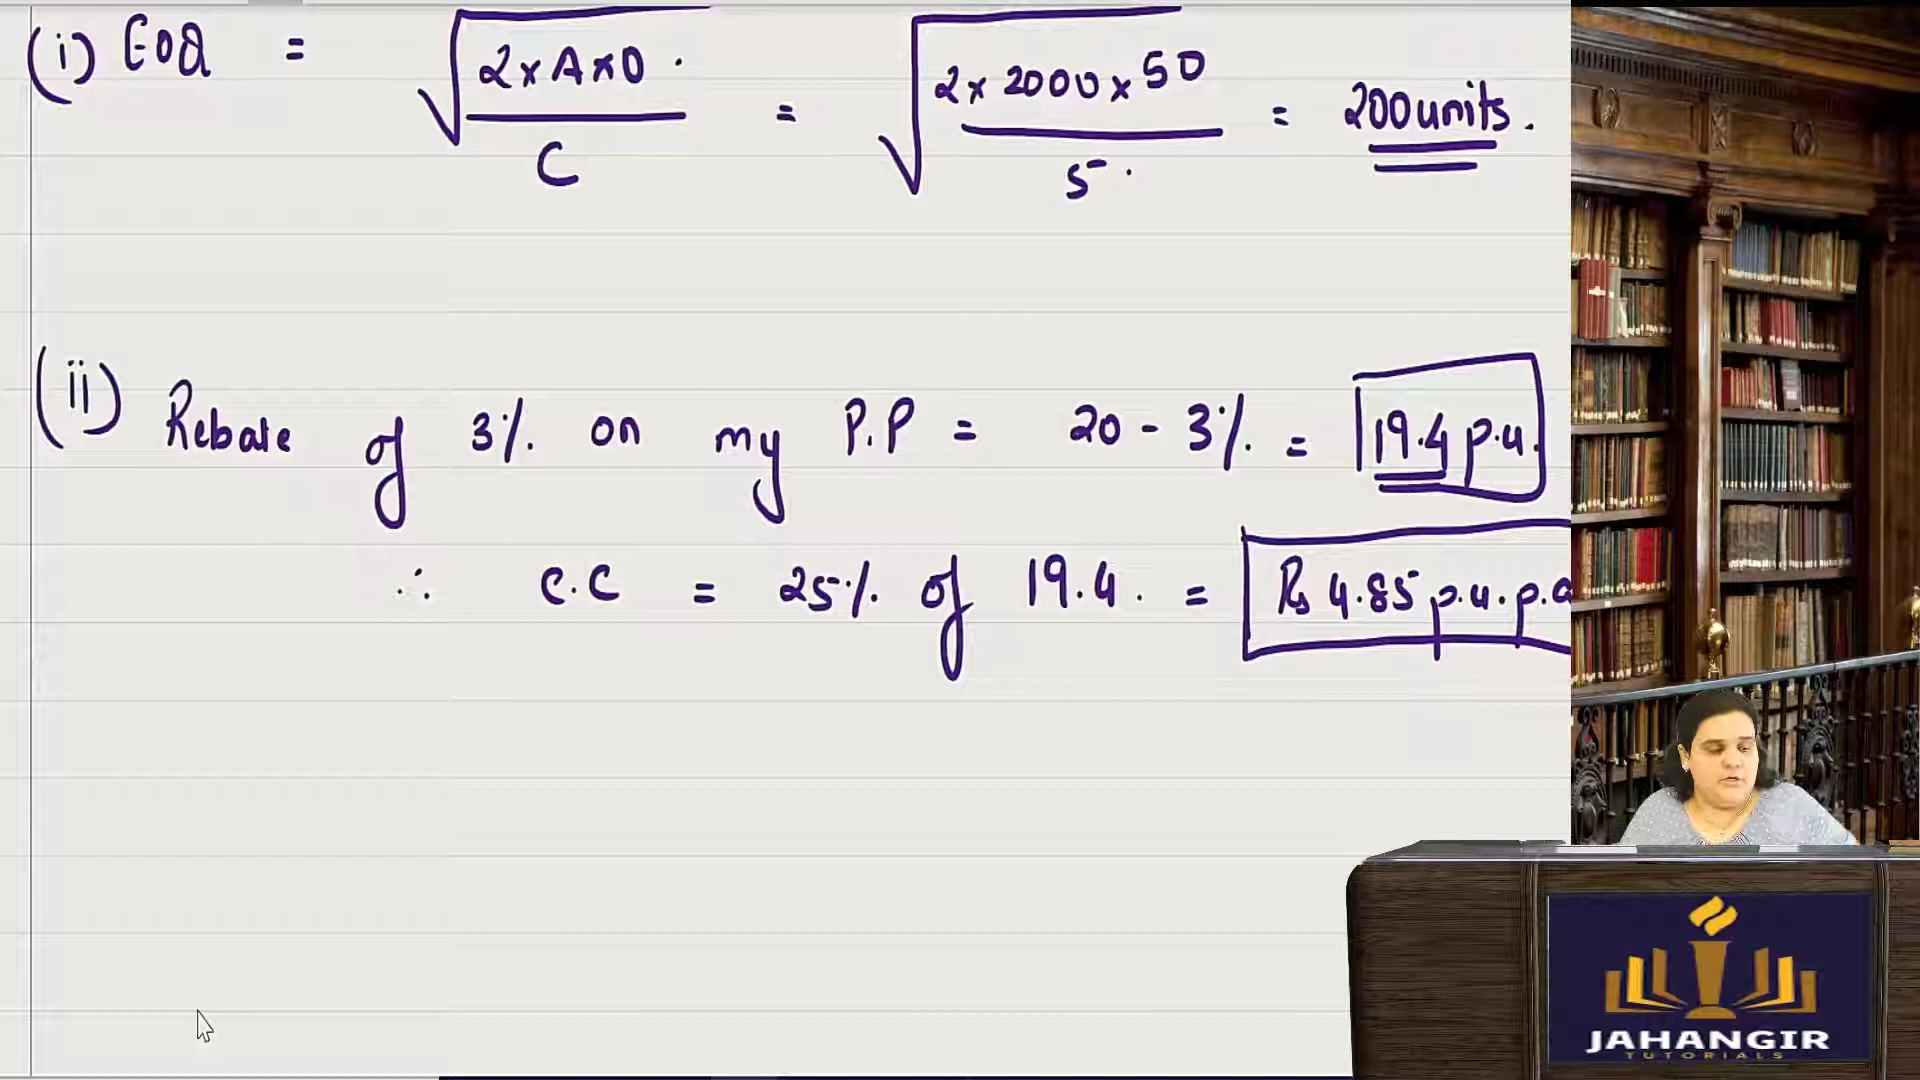 (i) EOQ = √(2 x A x O / C) = √(2 x 2000 x 50 / 5) = 200 units.
(ii) Rebate of 3% on my P.P = 20 - 3% = 19.4 p.u.
∴ C.C = 25% of 19.4. = Rs 4.85 p.u. p.a
JAHANGIR
TUTORIALS